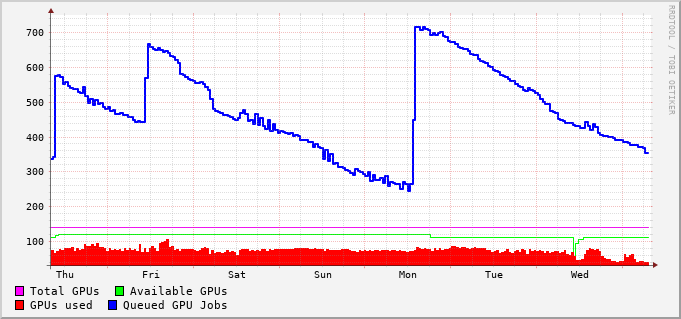 700
600
500
400
300
200
100
Thu Fri Sat Sun Mon Tue Wed
Total GPUs Available GPUs
GPUs used Queued GPU Jobs
RRDTOOL / TOBI OETIKER